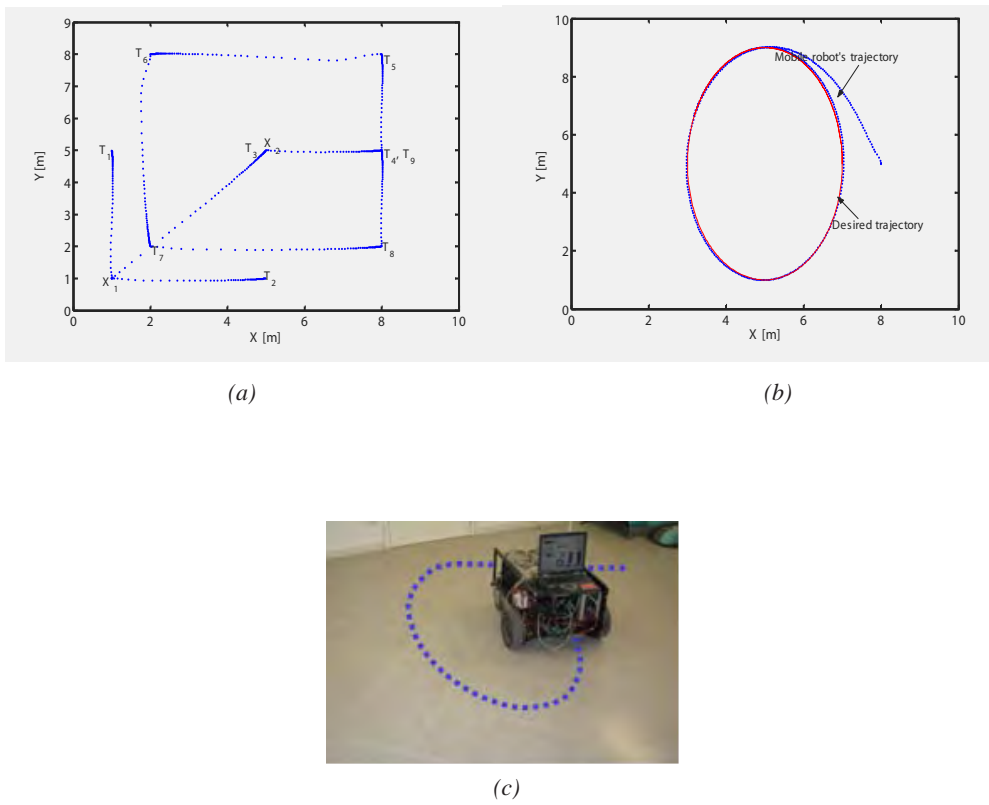 9
8
7
6
5
4
3
2
1
0
Y [m]
0 2 4 6 8 10
X [m]
T6
T5
T1
T3
X2
T4, T9
T7
T8
X1
T2
(a)
10
8
6
4
2
0
Y [m]
0 2 4 6 8 10
X [m]
Mobile robot's trajectory
Desired trajectory
(b)
(c)